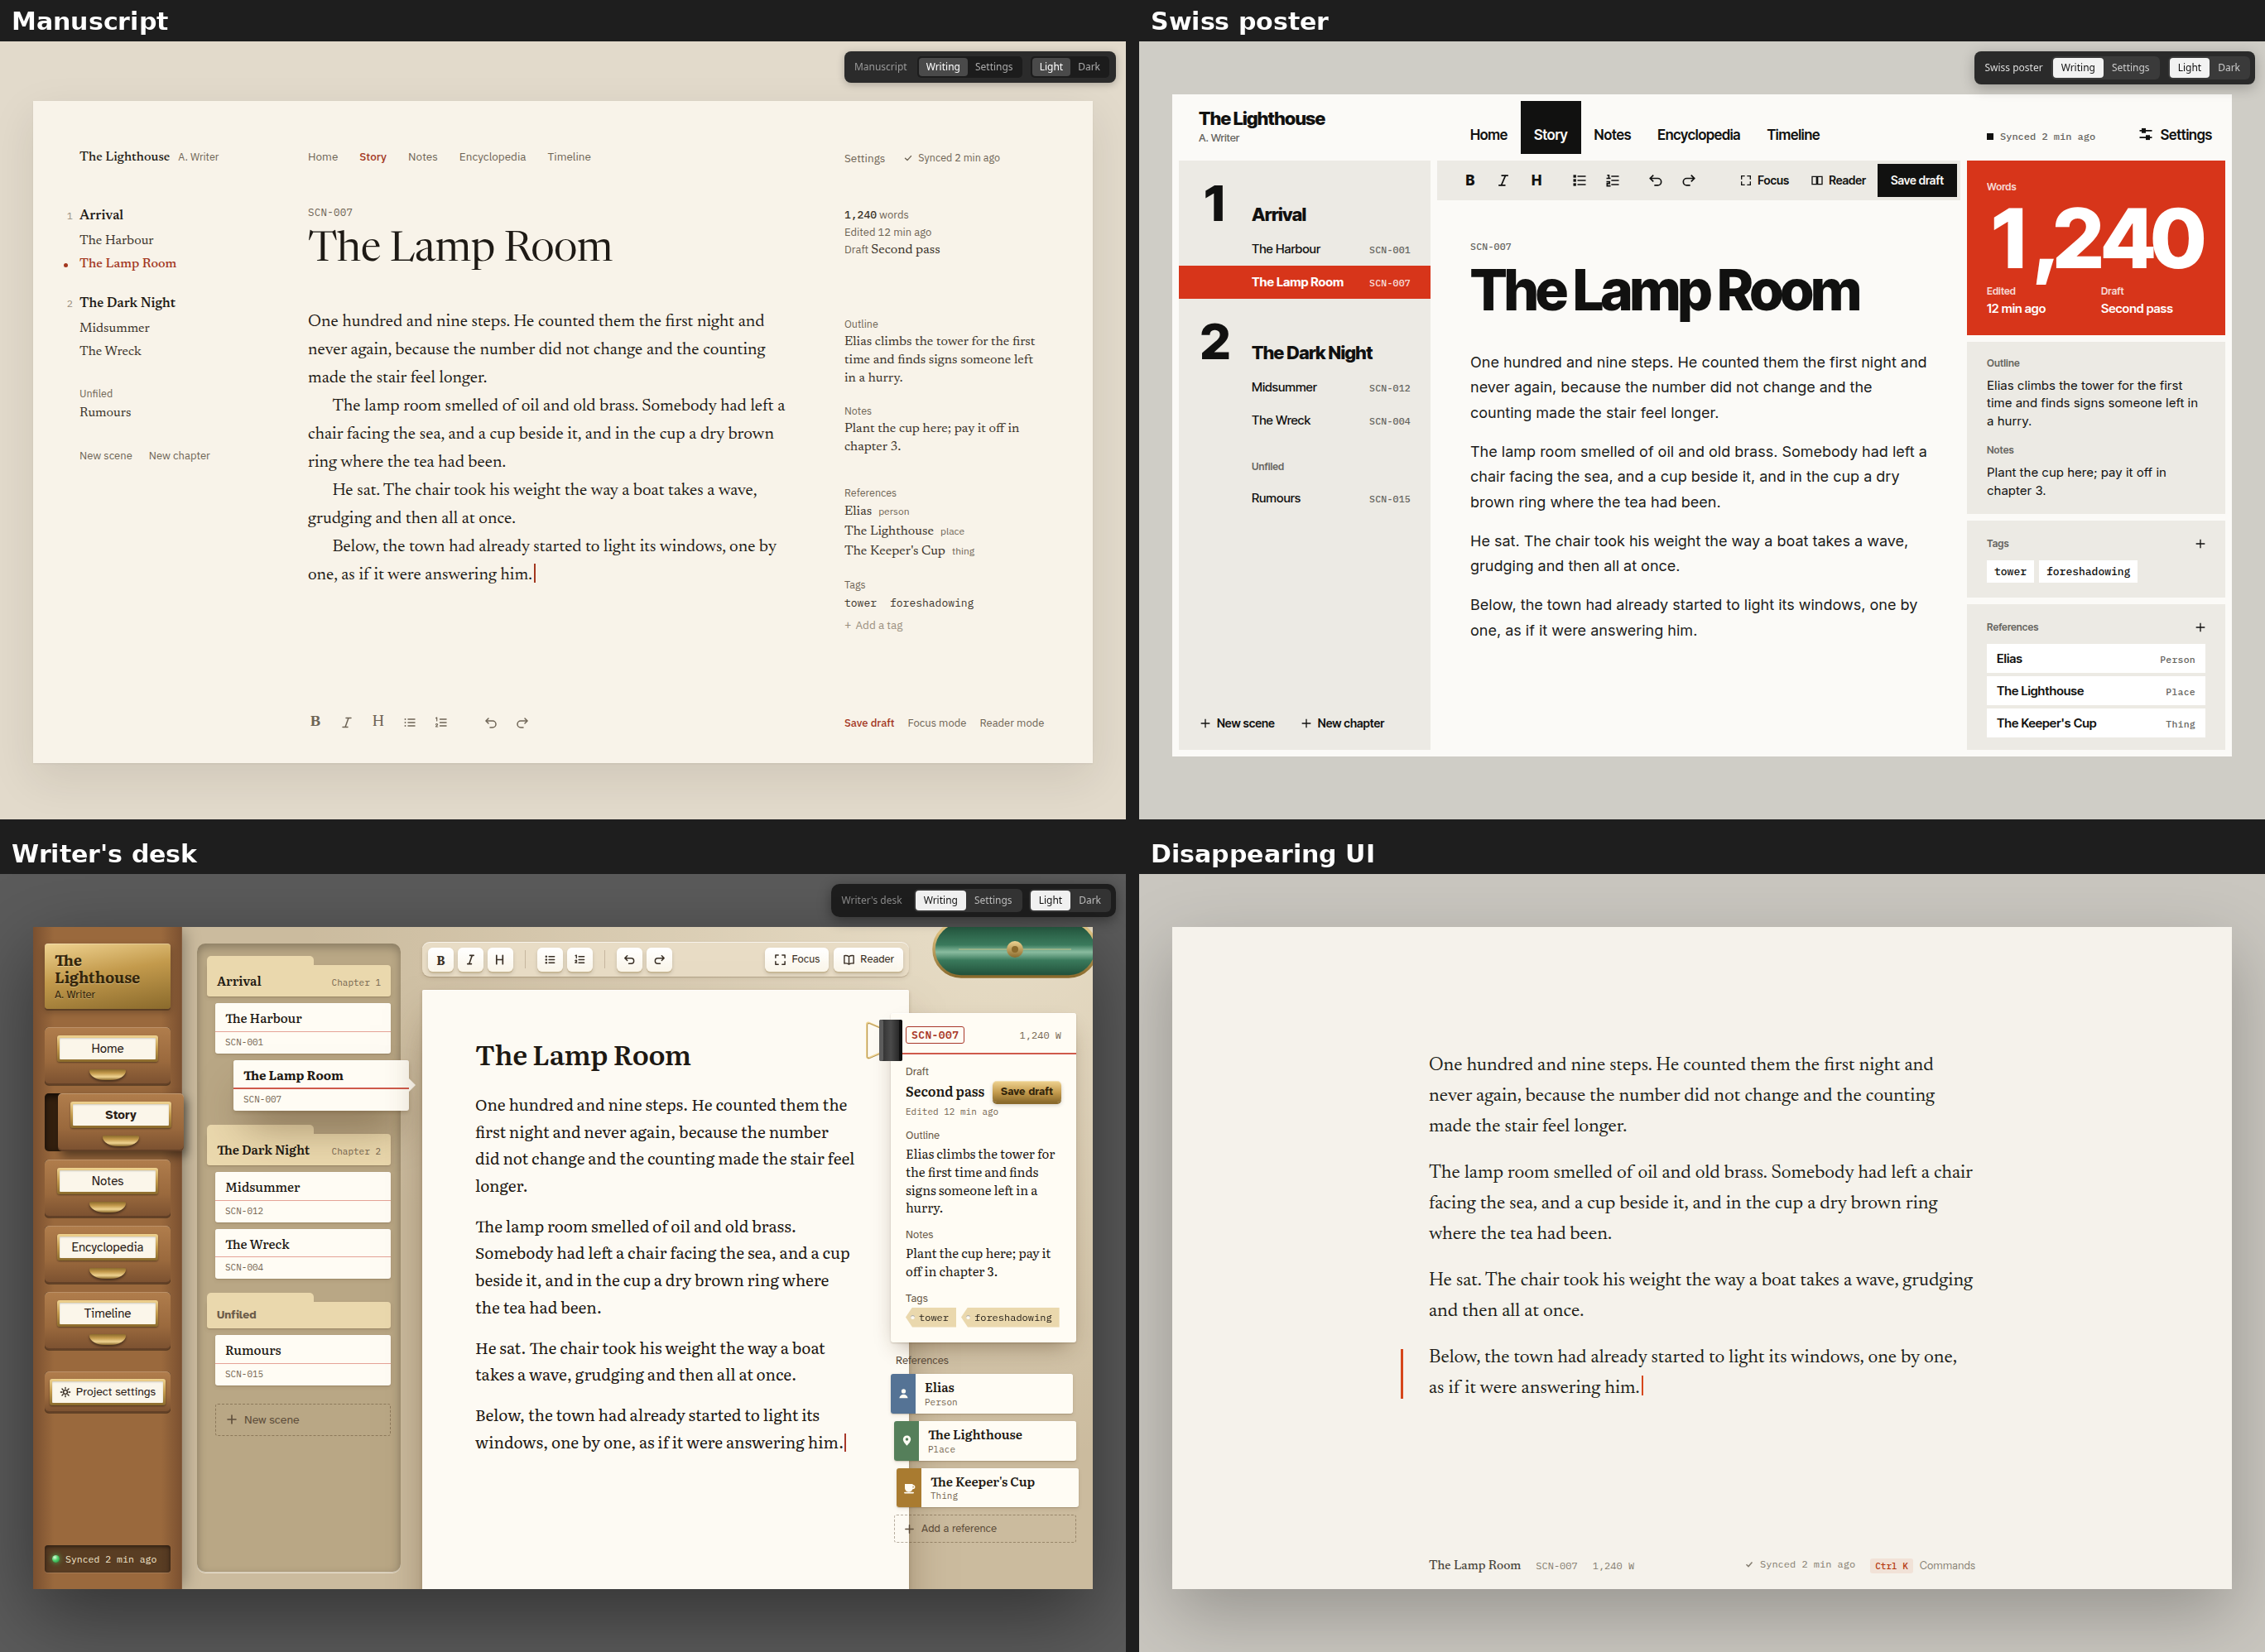 Manuscript
Manuscript Writing Settings Light Dark
The Lighthouse A. Writer
Home Story Notes Encyclopedia Timeline
Settings Synced 2 min ago
1 Arrival
The Harbour
The Lamp Room
2 The Dark Night
Midsummer
The Wreck
Unfiled
Rumours
New scene New chapter
SCN-007
The Lamp Room
One hundred and nine steps. He counted them the first night and
never again, because the number did not change and the counting
made the stair feel longer.
The lamp room smelled of oil and old brass. Somebody had left a
chair facing the sea, and a cup beside it, and in the cup a dry brown
ring where the tea had been.
He sat. The chair took his weight the way a boat takes a wave,
grudging and then all at once.
Below, the town had already started to light its windows, one by
one, as if it were answering him.
B I H
1,240 words
Edited 12 min ago
Draft Second pass
Outline
Elias climbs the tower for the first
time and finds signs someone left
in a hurry.
Notes
Plant the cup here; pay it off in
chapter 3.
References
Elias person
The Lighthouse place
The Keeper's Cup thing
Tags
tower foreshadowing
+ Add a tag
Save draft Focus mode Reader mode
Swiss poster
Swiss poster Writing Settings Light Dark
The Lighthouse
A. Writer
Home Story Notes Encyclopedia Timeline
Synced 2 min ago Settings
1 Arrival
The Harbour SCN-001
The Lamp Room SCN-007
2 The Dark Night
Midsummer SCN-012
The Wreck SCN-004
Unfiled
Rumours SCN-015
+ New scene + New chapter
B I H Focus Reader Save draft
SCN-007
The Lamp Room
One hundred and nine steps. He counted them the first night and
never again, because the number did not change and the
counting made the stair feel longer.
The lamp room smelled of oil and old brass. Somebody had left a
chair facing the sea, and a cup beside it, and in the cup a dry
brown ring where the tea had been.
He sat. The chair took his weight the way a boat takes a wave,
grudging and then all at once.
Below, the town had already started to light its windows, one by
one, as if it were answering him.
Words
1,240
Edited Draft
12 min ago Second pass
Outline
Elias climbs the tower for the first
time and finds signs someone left in
a hurry.
Notes
Plant the cup here; pay it off in
chapter 3.
Tags +
tower foreshadowing
References +
Elias Person
The Lighthouse Place
The Keeper's Cup Thing
Writer's desk
Writer's desk Writing Settings Light Dark
The
Lighthouse
A. Writer
Home
Story
Notes
Encyclopedia
Timeline
Project settings
Synced 2 min ago
Arrival Chapter 1
The Harbour
SCN-001
The Lamp Room
SCN-007
The Dark Night Chapter 2
Midsummer
SCN-012
The Wreck
SCN-004
Unfiled
Rumours
SCN-015
+ New scene
B I H Focus Reader
The Lamp Room
One hundred and nine steps. He counted them the
first night and never again, because the number
did not change and the counting made the stair feel
longer.
The lamp room smelled of oil and old brass.
Somebody had left a chair facing the sea, and a cup
beside it, and in the cup a dry brown ring where
the tea had been.
He sat. The chair took his weight the way a boat
takes a wave, grudging and then all at once.
Below, the town had already started to light its
windows, one by one, as if it were answering him.
SCN-007 1,240 W
Draft
Second pass Save draft
Edited 12 min ago
Outline
Elias climbs the tower for
the first time and finds
signs someone left in a
hurry.
Notes
Plant the cup here; pay it
off in chapter 3.
Tags
tower foreshadowing
References
Elias
Person
The Lighthouse
Place
The Keeper's Cup
Thing
+ Add a reference
Disappearing UI
One hundred and nine steps. He counted them the first night and
never again, because the number did not change and the counting
made the stair feel longer.
The lamp room smelled of oil and old brass. Somebody had left a chair
facing the sea, and a cup beside it, and in the cup a dry brown ring
where the tea had been.
He sat. The chair took his weight the way a boat takes a wave, grudging
and then all at once.
Below, the town had already started to light its windows, one by one,
as if it were answering him.
The Lamp Room SCN-007 1,240 W Synced 2 min ago Ctrl K Commands